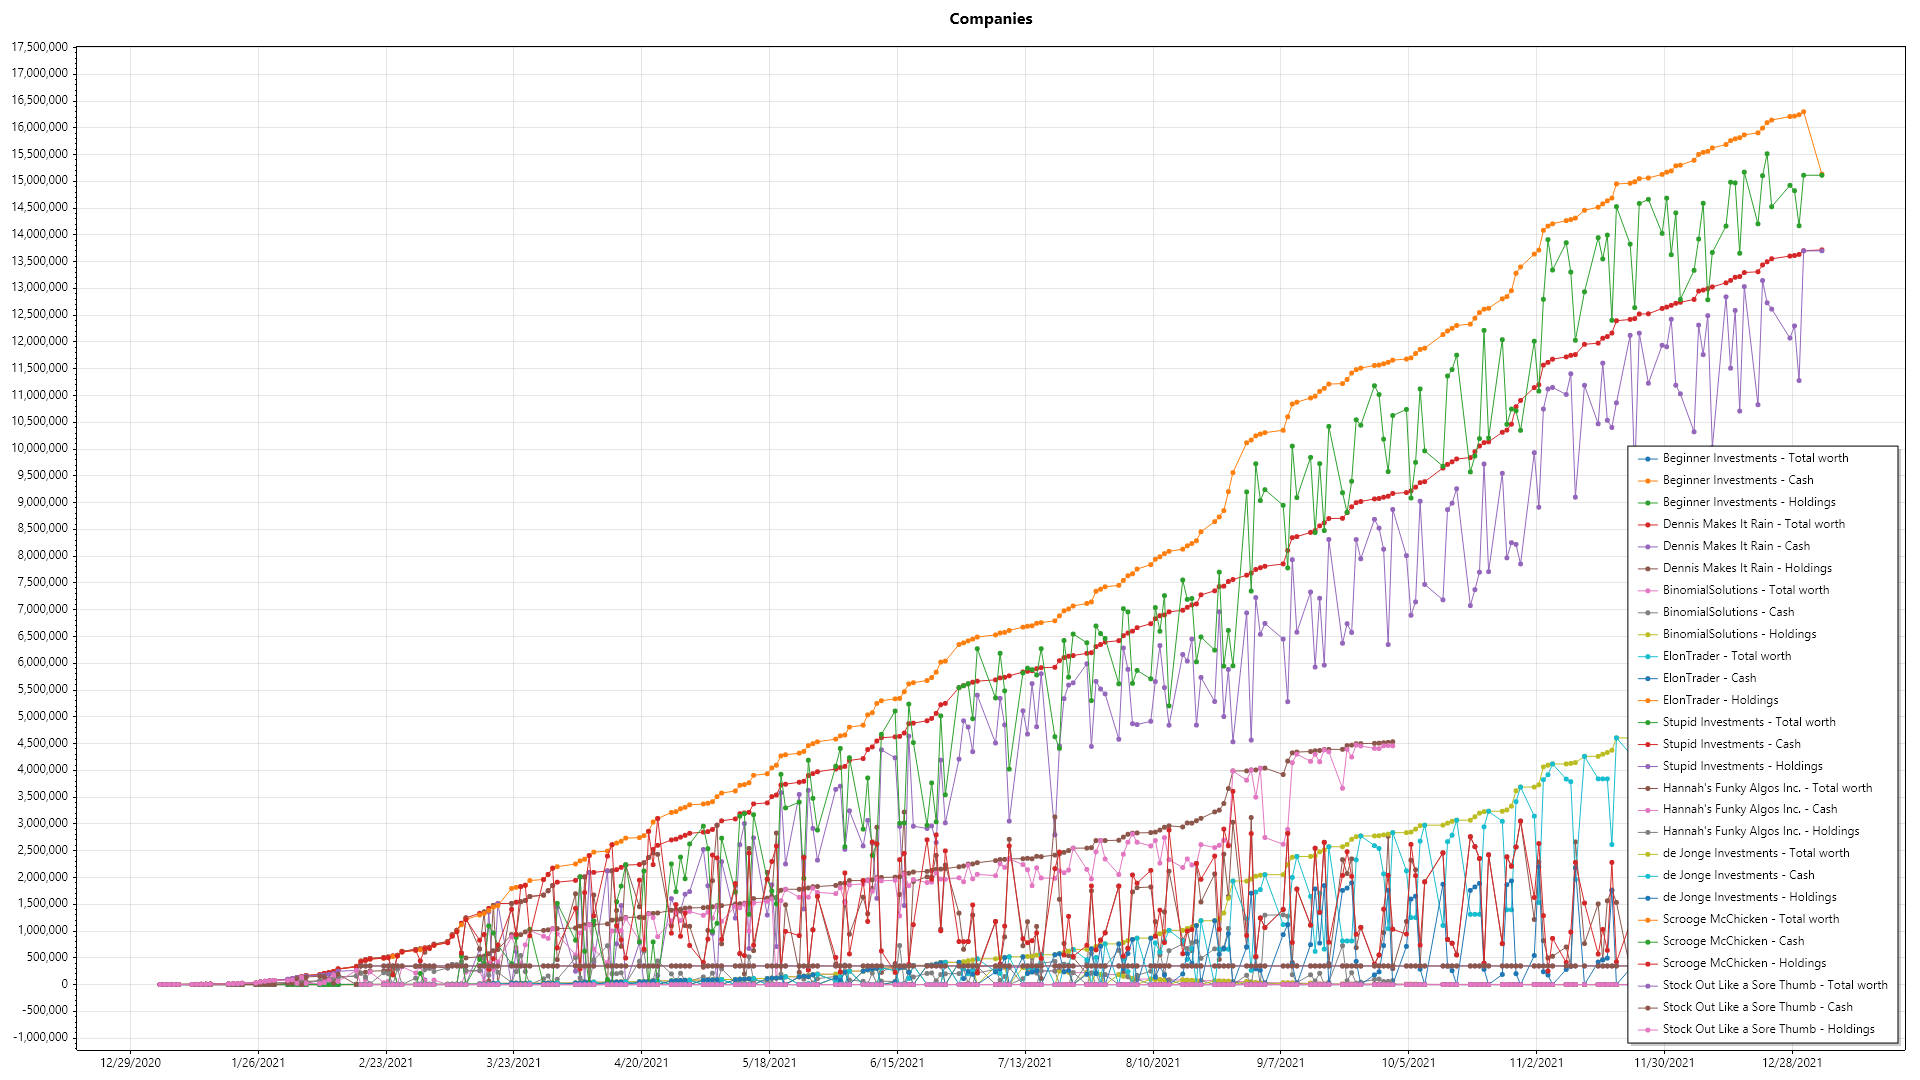 Companies
17,500,000
17,000,000
16,500,000
16,000,000
15,500,000
15,000,000
14,500,000
14,000,000
13,500,000
13,000,000
12,500,000
12,000,000
11,500,000
11,000,000
10,500,000
10,000,000
9,500,000
9,000,000
8,500,000
8,000,000
7,500,000
7,000,000
6,500,000
6,000,000
5,500,000
5,000,000
4,500,000
4,000,000
3,500,000
3,000,000
2,500,000
2,000,000
1,500,000
1,000,000
500,000
0
-500,000
-1,000,000
Beginner Investments - Total worth
Beginner Investments - Cash
Beginner Investments - Holdings
Dennis Makes It Rain - Total worth
Dennis Makes It Rain - Cash
Dennis Makes It Rain - Holdings
BinomialSolutions - Total worth
BinomialSolutions - Cash
BinomialSolutions - Holdings
ElonTrader - Total worth
ElonTrader - Cash
ElonTrader - Holdings
Stupid Investments - Total worth
Stupid Investments - Cash
Stupid Investments - Holdings
Hannah's Funky Algos Inc. - Total worth
Hannah's Funky Algos Inc. - Cash
Hannah's Funky Algos Inc. - Holdings
de Jonge Investments - Total worth
de Jonge Investments - Cash
de Jonge Investments - Holdings
Scrooge McChicken - Total worth
Scrooge McChicken - Cash
Scrooge McChicken - Holdings
Stock Out Like a Sore Thumb - Total worth
Stock Out Like a Sore Thumb - Cash
Stock Out Like a Sore Thumb - Holdings
12/29/2020 1/26/2021 2/23/2021 3/23/2021 4/20/2021 5/18/2021 6/15/2021 7/13/2021 8/10/2021 9/7/2021 10/5/2021 11/2/2021 11/30/2021 12/28/2021